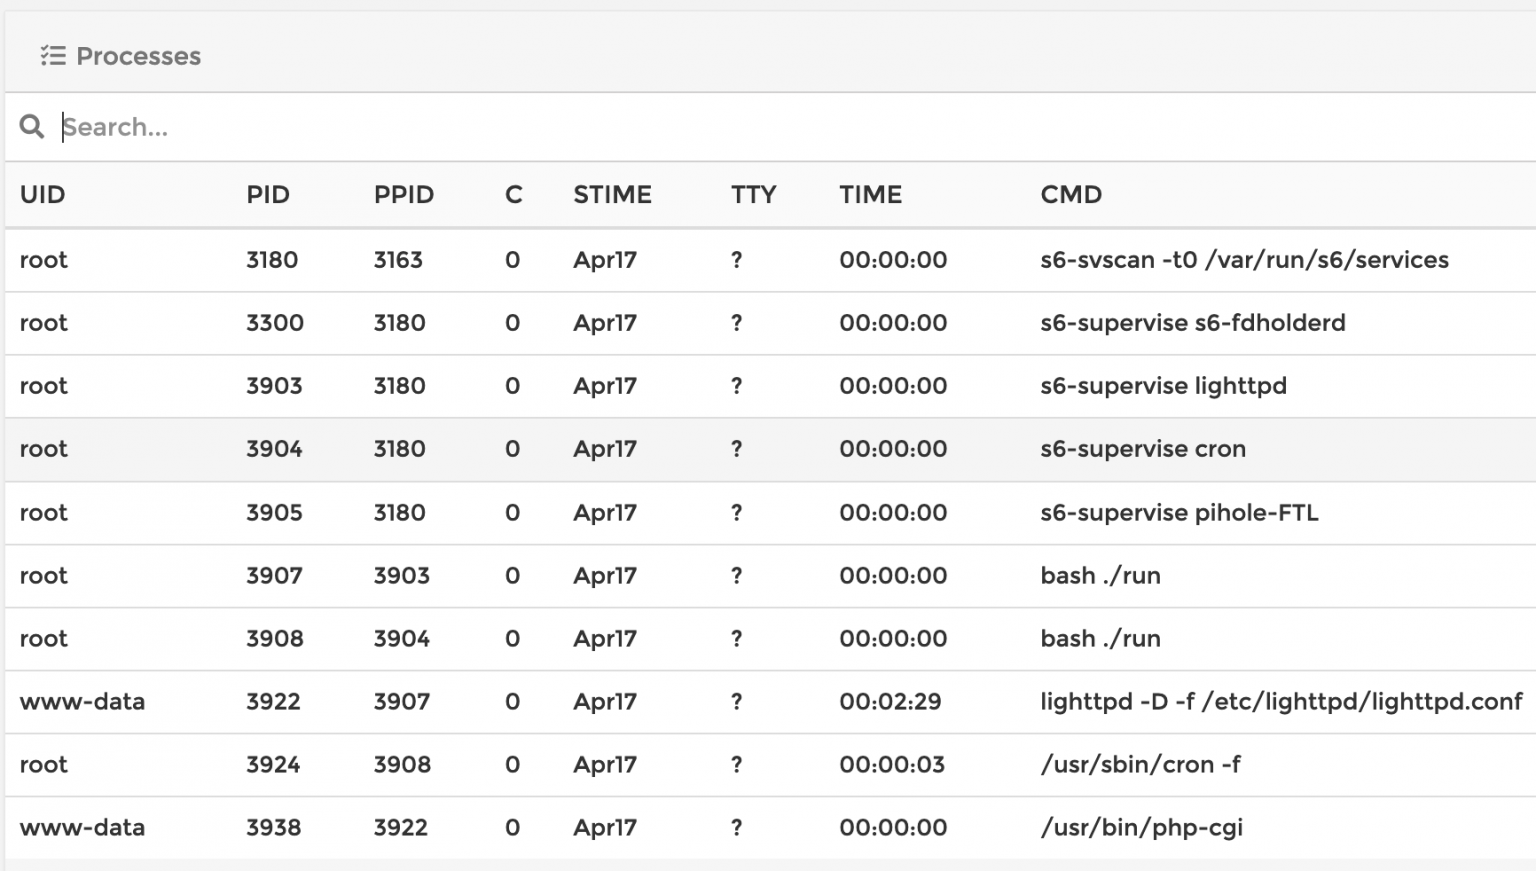 Processes
Search...
UID PID PPID C STIME TTY TIME CMD
root 3180 3163 0 Apr17 ? 00:00:00 s6-svscan -t0 /var/run/s6/services
root 3300 3180 0 Apr17 ? 00:00:00 s6-supervise s6-fdholderd
root 3903 3180 0 Apr17 ? 00:00:00 s6-supervise lighttpd
root 3904 3180 0 Apr17 ? 00:00:00 s6-supervise cron
root 3905 3180 0 Apr17 ? 00:00:00 s6-supervise pihole-FTL
root 3907 3903 0 Apr17 ? 00:00:00 bash ./run
root 3908 3904 0 Apr17 ? 00:00:00 bash ./run
www-data 3922 3907 0 Apr17 ? 00:02:29 lighttpd -D -f /etc/lighttpd/lighttpd.conf
root 3924 3908 0 Apr17 ? 00:00:03 /usr/sbin/cron -f
www-data 3938 3922 0 Apr17 ? 00:00:00 /usr/bin/php-cgi